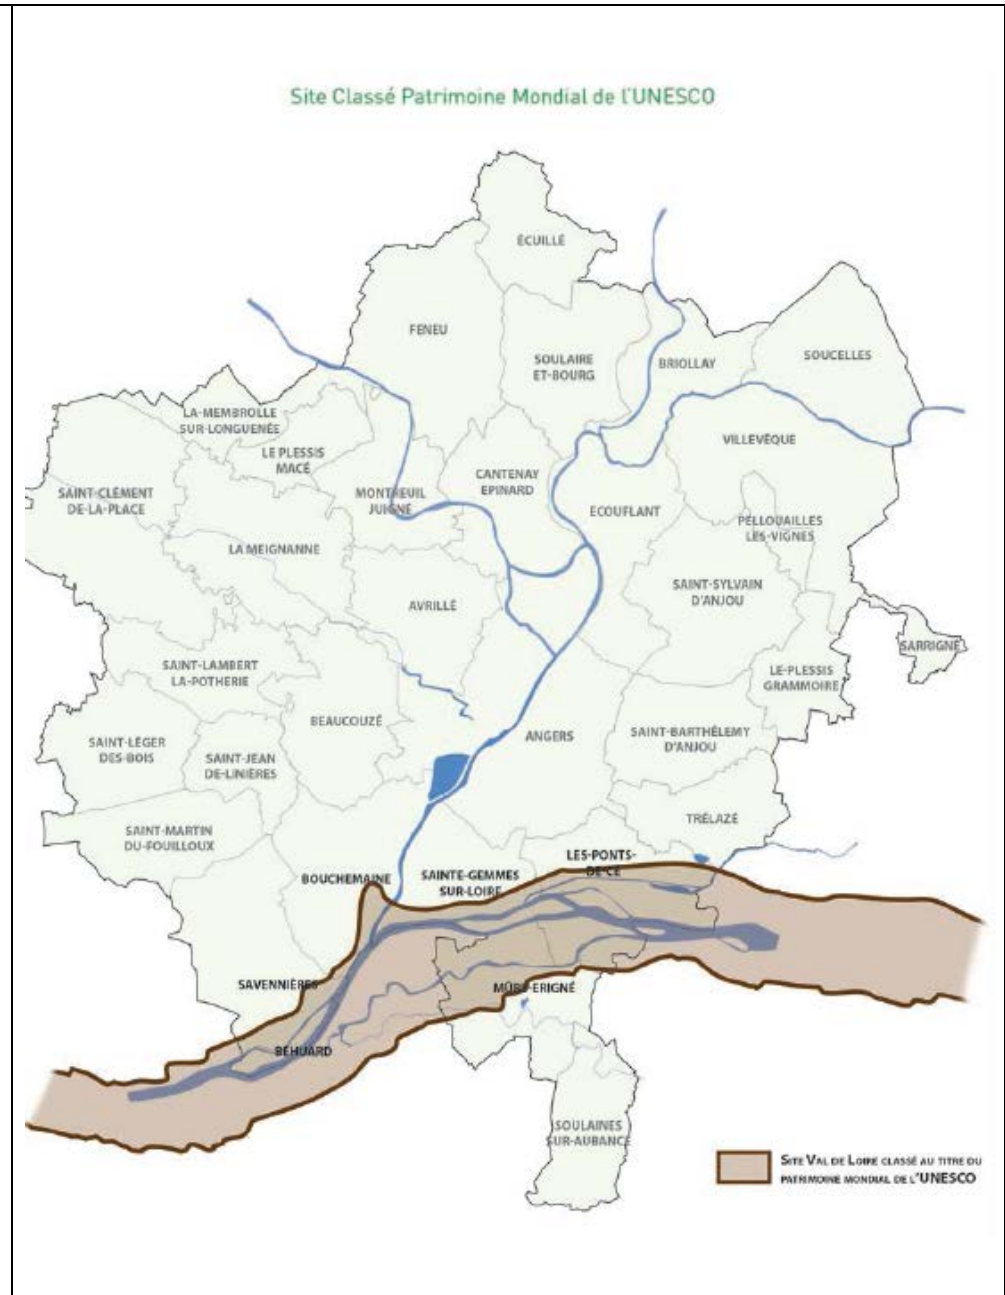 Site Classé Patrimoine Mondial de l'UNESCO
ÉCUILLÉ
FENEU
SOULAIRE
ET-BOURG
BRIOLLAY
SOUCELLES
LA-MEMBROLLE
SUR-LONGUENÉE
LE PLESSIS
MACÉ
VILLEVÊQUE
SAINT-CLÉMENT
DE-LA-PLACE
MONTREUIL
JUIGNÉ
CANTENAY
EPINARD
ECOUFLANT
PELLOUAILLES
LES-VIGNES
LA MEIGNANNE
AVRILLÉ
SAINT-SYLVAIN
D'ANJOU
SARRIGNÉ
SAINT-LAMBERT
LA-POTHERIE
LE-PLESSIS
GRAMMOIRE
BEAUCOUZÉ
ANGERS
SAINT-BARTHÉLEMY
D'ANJOU
SAINT-LÉGER
DES-BOIS
SAINT-JEAN
DE-LINIÈRES
SAINT-MARTIN
DU-FOUILLOUX
TRÉLAZÉ
BOUCHEMAINE
SAINTE-GEMMES
SUR-LOIRE
LES-PONTS-
DE-CÉ
SAVENNIÈRES
MÛRS-ERIGNÉ
BÉHUARD
SOULAINES
SUR-AUBANCE
SITE VAL DE LOIRE CLASSÉ AU TITRE DU
PATRIMOINE MONDIAL DE L'UNESCO